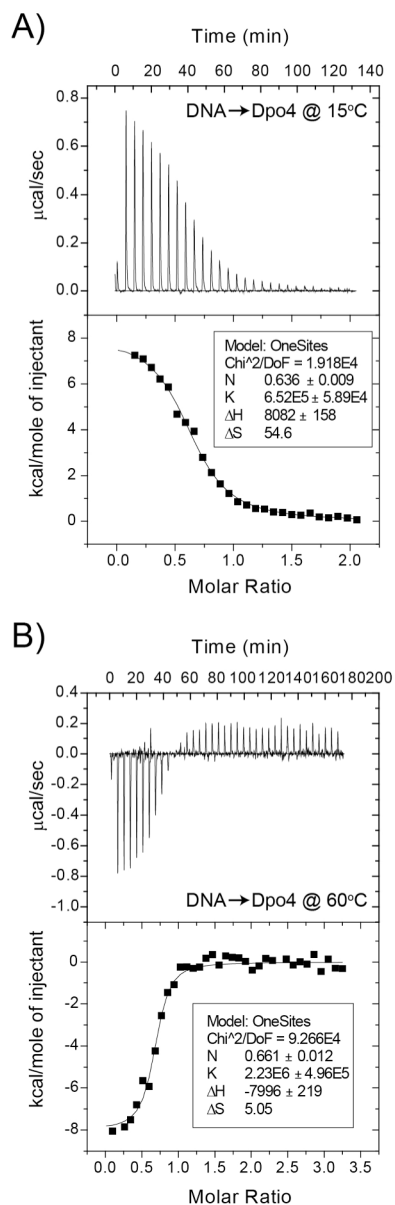 A)
Time (min)
0 20 40 60 80 100 120 140
DNA→Dpo4 @ 15°C
0.8
0.6
0.4
0.2
0.0
μcal/sec
8
6
4
2
0
kcal/mole of injectant
Model: OneSites
Chi^2/DoF = 1.918E4
N 0.636 ± 0.009
K 6.52E5 ± 5.89E4
ΔH 8082 ± 158
ΔS 54.6
0.0 0.5 1.0 1.5 2.0
Molar Ratio
B)
Time (min)
0 20 40 60 80 100 120 140 160 180 200
0.4
0.2
0.0
-0.2
-0.4
-0.6
-0.8
-1.0
μcal/sec
DNA→Dpo4 @ 60°C
0
-2
-4
-6
-8
kcal/mole of injectant
Model: OneSites
Chi^2/DoF = 9.266E4
N 0.661 ± 0.012
K 2.23E6 ± 4.96E5
ΔH -7996 ± 219
ΔS 5.05
0.0 0.5 1.0 1.5 2.0 2.5 3.0 3.5
Molar Ratio